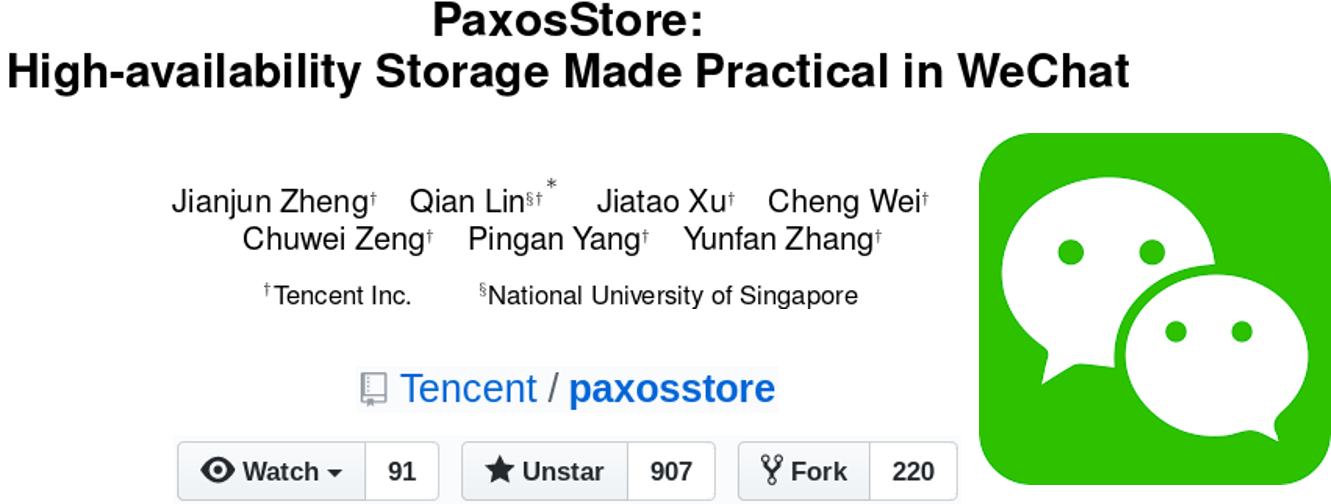 PaxosStore:
High-availability Storage Made Practical in WeChat
Jianjun Zheng† Qian Lin§†* Jiatao Xu† Cheng Wei†
Chuwei Zeng† Pingan Yang† Yunfan Zhang†
†Tencent Inc. §National University of Singapore
Tencent / paxosstore
Watch 91 Unstar 907 Fork 220